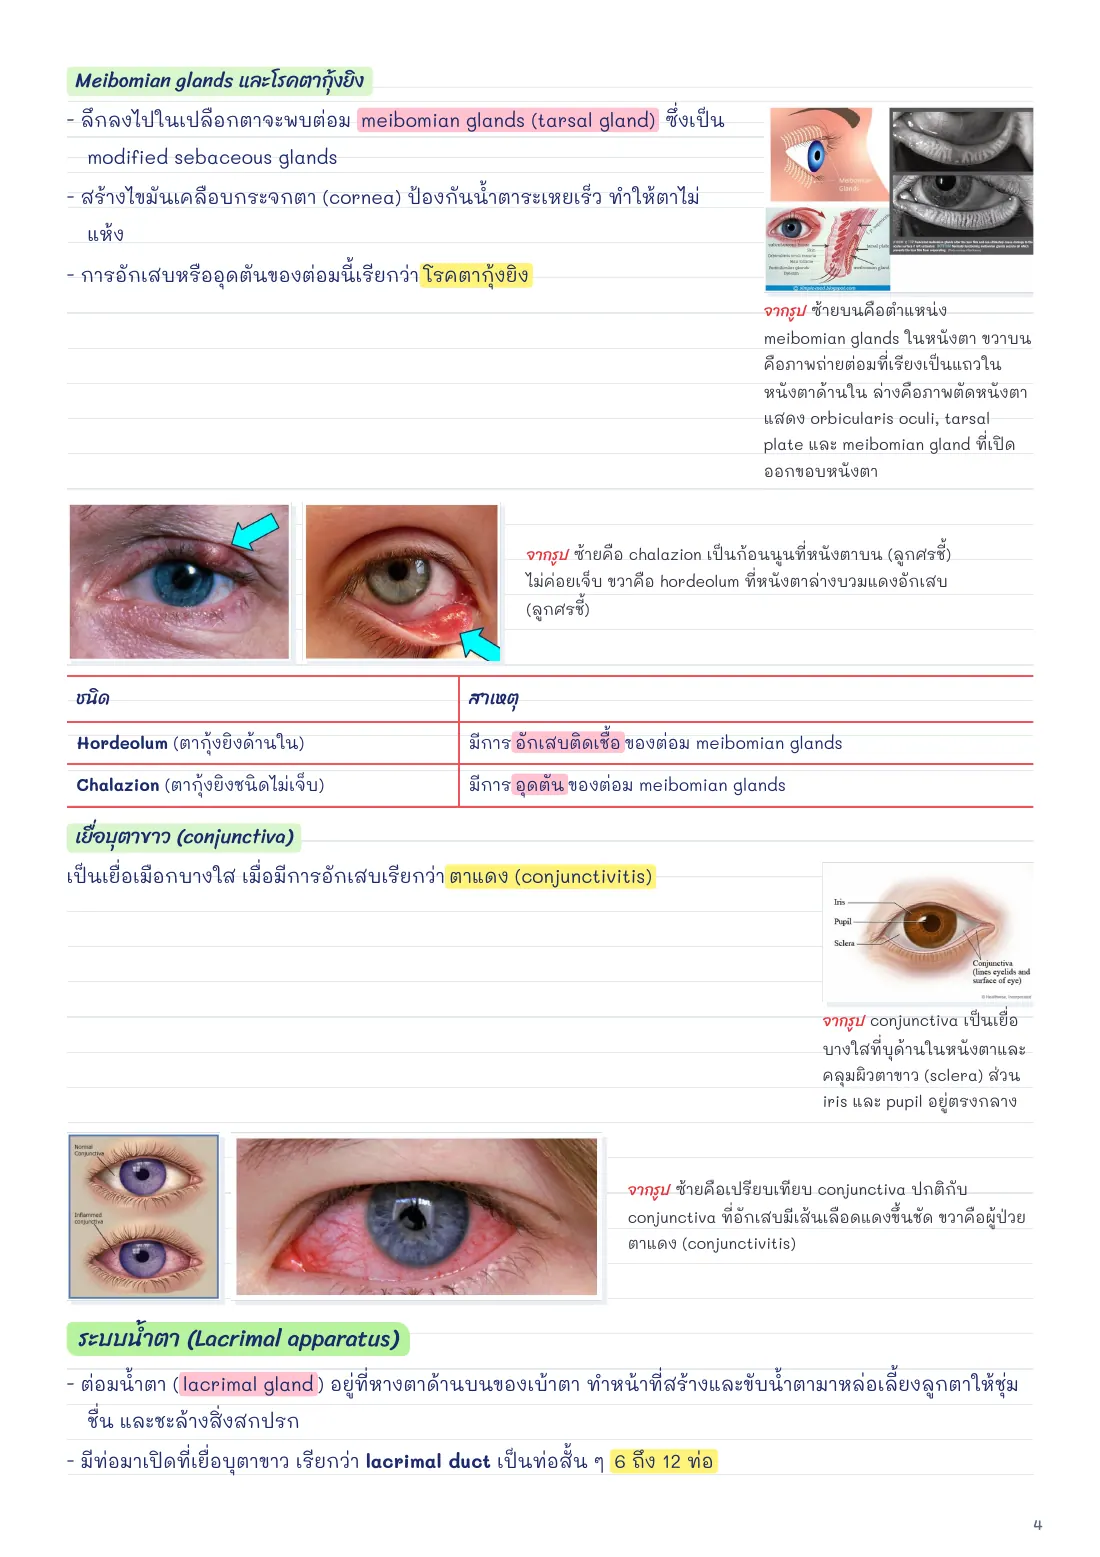 Meibomian glands และโรคตากุ้งยิง
- ลึกลงไปในเปลือกตาจะพบต่อม meibomian glands (tarsal gland) ซึ่งเป็น
modified sebaceous glands
- สร้างไขมันเคลือบกระจกตา (cornea) ป้องกันน้ำตาระเหยเร็ว ทำให้ตาไม่
แห้ง
- การอักเสบหรืออุดตันของต่อมนี้เรียกว่า โรคตากุ้งยิง
Meibomian
Glands
จากรูป ซ้ายบนคือตำแหน่ง
meibomian glands ในหนังตา ขวาบน
คือภาพถ่ายต่อมที่เรียงเป็นแถวใน
หนังตาด้านใน ล่างคือภาพตัดหนังตา
แสดง orbicularis oculi, tarsal
plate และ meibomian gland ที่เปิด
ออกขอบหนังตา
จากรูป ซ้ายคือ chalazion เป็นก้อนนูนที่หนังตาบน (ลูกศรชี้)
ไม่ค่อยเจ็บ ขวาคือ hordeolum ที่หนังตาล่างบวมแดงอักเสบ
(ลูกศรชี้)
ชนิด สาเหตุ
Hordeolum (ตากุ้งยิงด้านใน) มีการ อักเสบติดเชื้อ ของต่อม meibomian glands
Chalazion (ตากุ้งยิงชนิดไม่เจ็บ) มีการ อุดตัน ของต่อม meibomian glands
เยื่อบุตาขาว (conjunctiva)
เป็นเยื่อเมือกบางใส เมื่อมีการอักเสบเรียกว่า ตาแดง (conjunctivitis)
Iris
Pupil
Sclera
Conjunctiva
(lines eyelids and
surface of eye)
จากรูป conjunctiva เป็นเยื่อ
บางใสที่บุด้านในหนังตาและ
คลุมผิวตาขาว (sclera) ส่วน
iris และ pupil อยู่ตรงกลาง
Normal
Conjunctiva
Inflammed
conjunctiva
จากรูป ซ้ายคือเปรียบเทียบ conjunctiva ปกติกับ
conjunctiva ที่อักเสบมีเส้นเลือดแดงขึ้นชัด ขวาคือผู้ป่วย
ตาแดง (conjunctivitis)
ระบบน้ำตา (Lacrimal apparatus)
- ต่อมน้ำตา (lacrimal gland) อยู่ที่หางตาด้านบนของเบ้าตา ทำหน้าที่สร้างและขับน้ำตามาหล่อเลี้ยงลูกตาให้ชุ่ม
ชื่น และชะล้างสิ่งสกปรก
- มีท่อมาเปิดที่เยื่อบุตาขาว เรียกว่า lacrimal duct เป็นท่อสั้น ๆ 6 ถึง 12 ท่อ
4